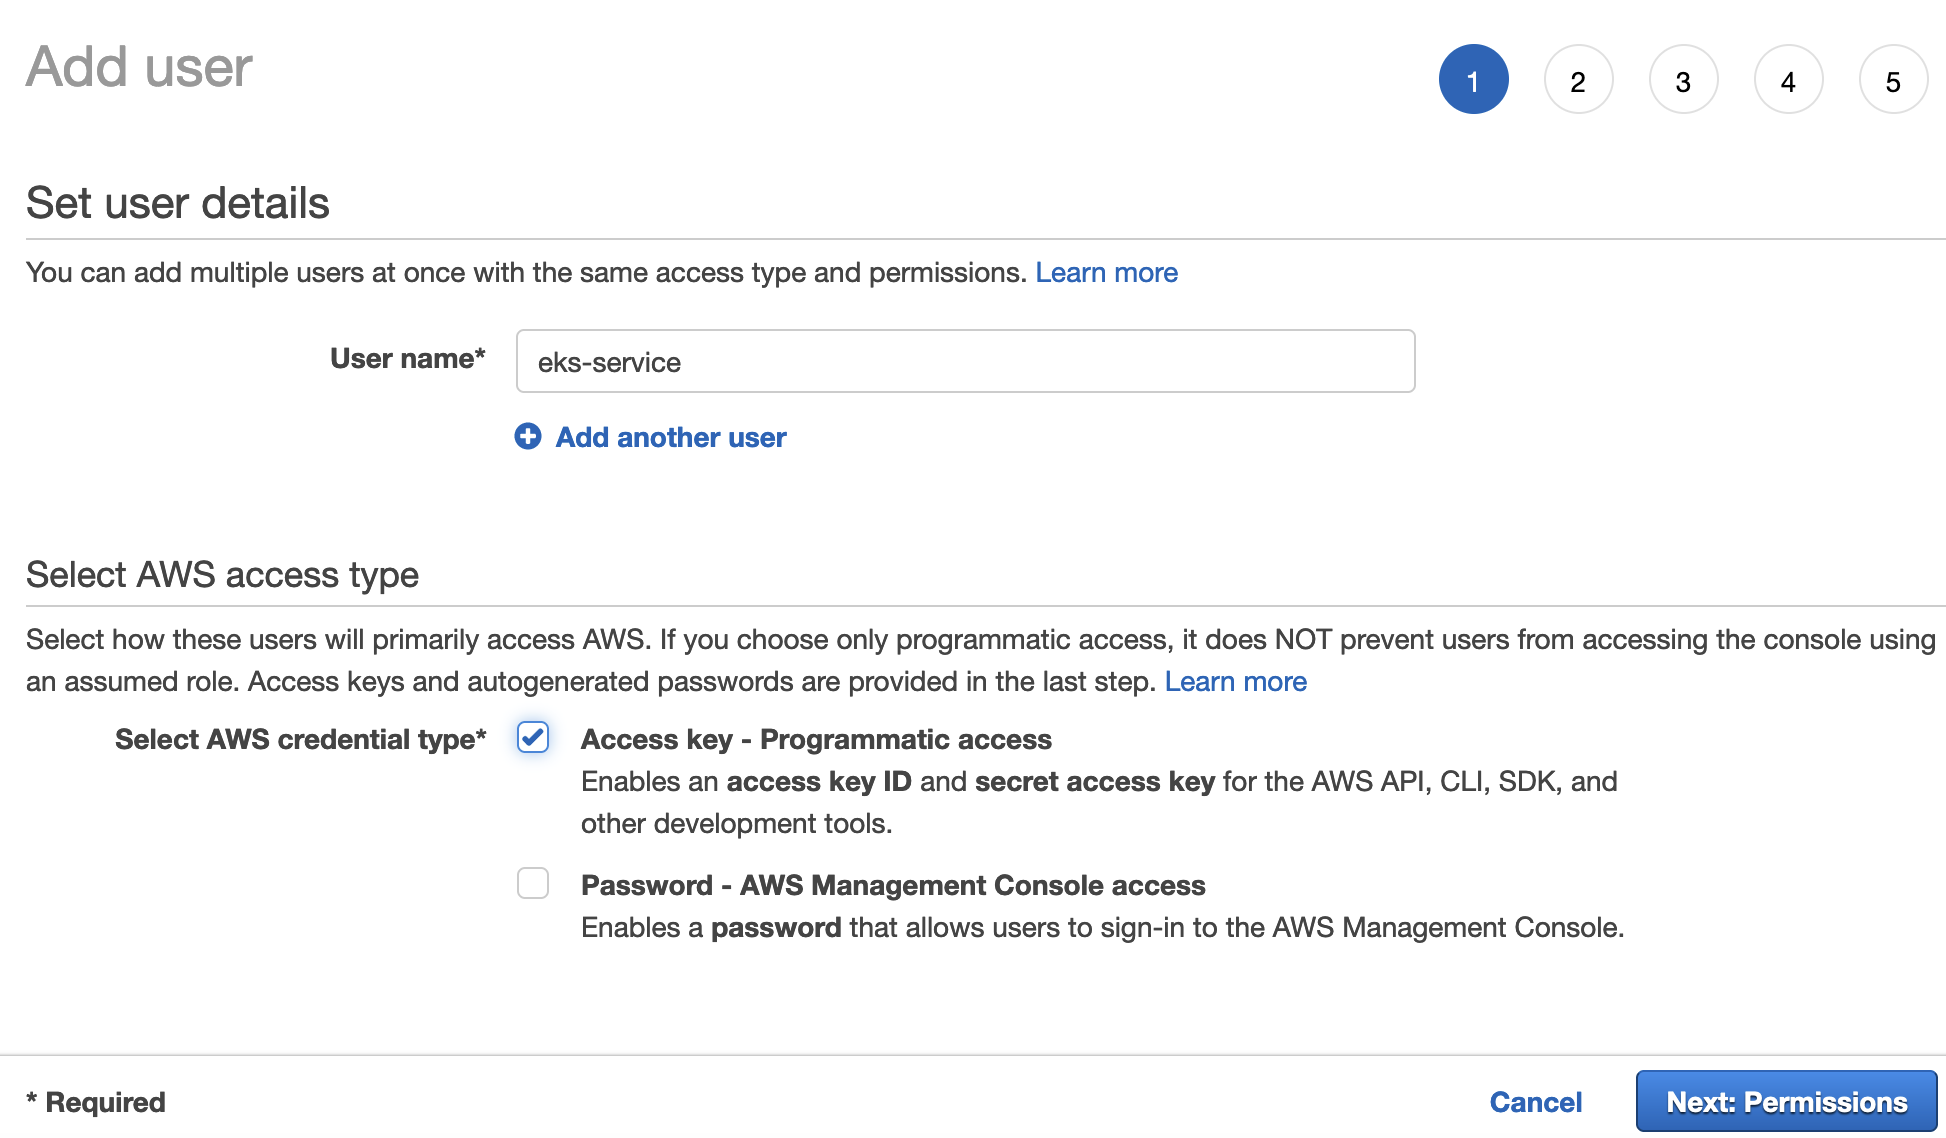 Add user
1 2 3 4 5
Set user details
You can add multiple users at once with the same access type and permissions. Learn more
User name* eks-service
Add another user
Select AWS access type
Select how these users will primarily access AWS. If you choose only programmatic access, it does NOT prevent users from accessing the console using
an assumed role. Access keys and autogenerated passwords are provided in the last step. Learn more
Select AWS credential type* Access key - Programmatic access
Enables an access key ID and secret access key for the AWS API, CLI, SDK, and
other development tools.
Password - AWS Management Console access
Enables a password that allows users to sign-in to the AWS Management Console.
* Required Cancel Next: Permissions